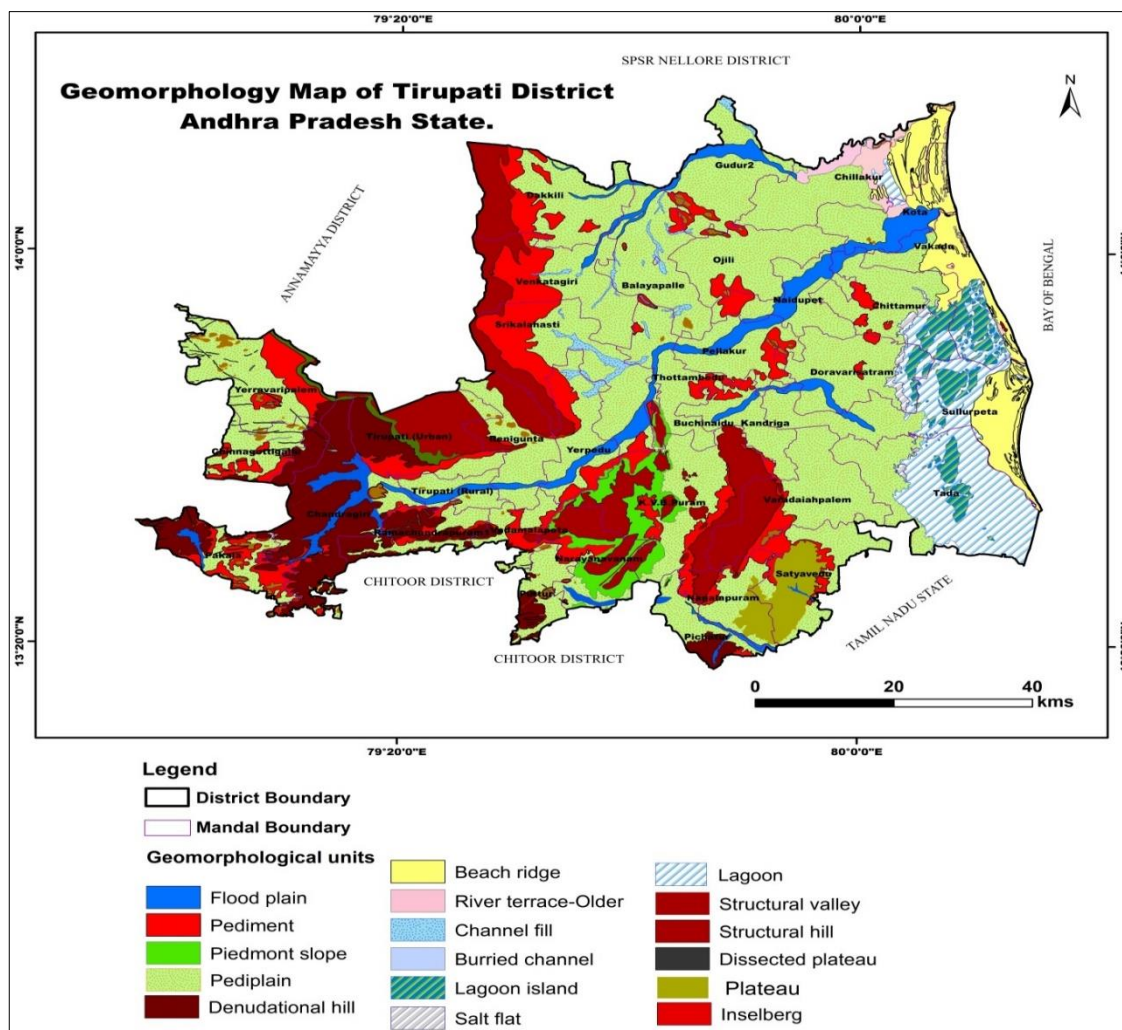 79°20'0"E
80°0'0"E
SPSR NELLORE DISTRICT
Geomorphology Map of Tirupati District
Andhra Pradesh State.
N
Gudur2
Chillakur
Dakkili
Kota
Vakadu
ANNAMAYYA DISTRICT
14°0'0"N
Ojili
BAY OF BENGAL
Venkatagiri
Balayapalle
Naidupet
Chittamur
Srikalahasti
Pellakur
Doravarisatram
Thottambedu
Yerravaripalem
Sullurpeta
Buchinaidu Kandriga
Tirupati (Urban)
Renigunta
Yerpedu
Tirupati (Rural)
Tada
Varadaiahpalem
Chandragiri
Pakala
Narayanavanam
CHITOOR DISTRICT
Satyavedu
TAMIL NADU STATE
13°20'0"N
CHITOOR DISTRICT
0 20 40
kms
79°20'0"E
80°0'0"E
Legend
District Boundary
Mandal Boundary
Geomorphological units
Flood plain
Pediment
Piedmont slope
Pediplain
Denudational hill
Beach ridge
River terrace-Older
Channel fill
Burried channel
Lagoon island
Salt flat
Lagoon
Structural valley
Structural hill
Dissected plateau
Plateau
Inselberg